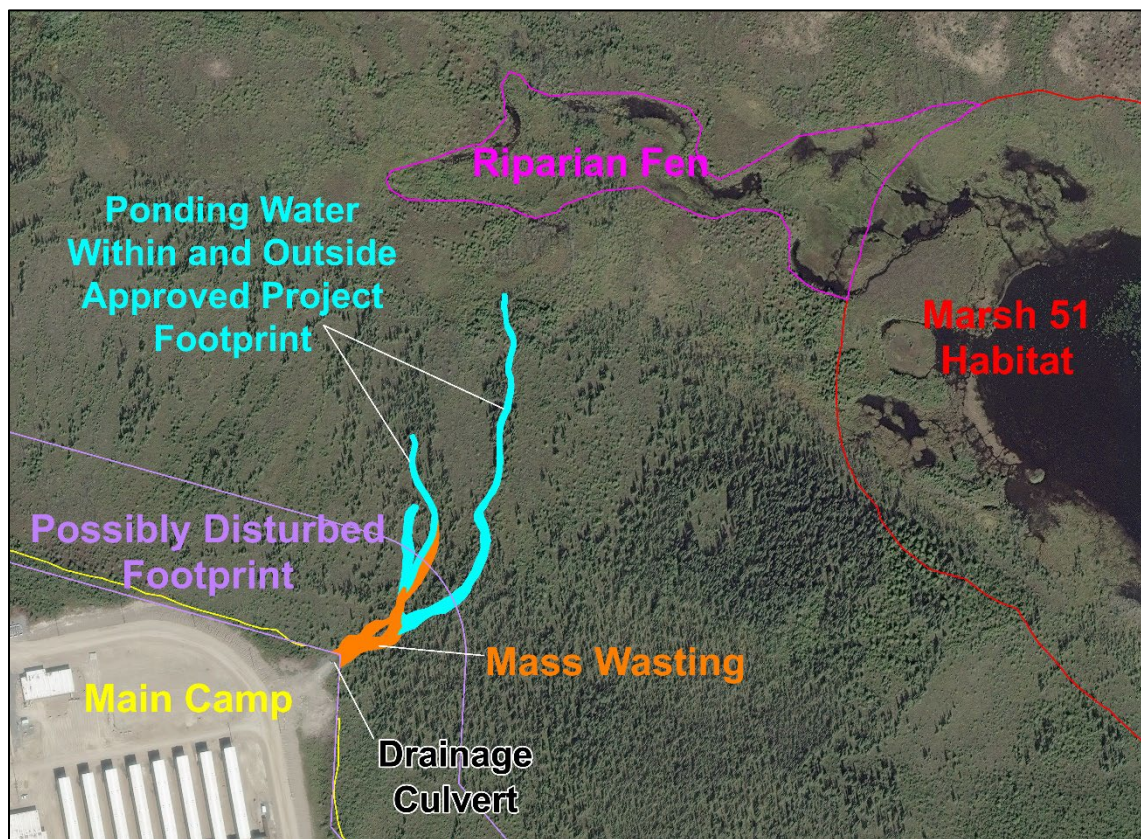 Riparian Fen
Ponding Water
Within and Outside
Approved Project
Footprint
Marsh 51
Habitat
Possibly Disturbed
Footprint
Mass Wasting
Main Camp
Drainage
Culvert